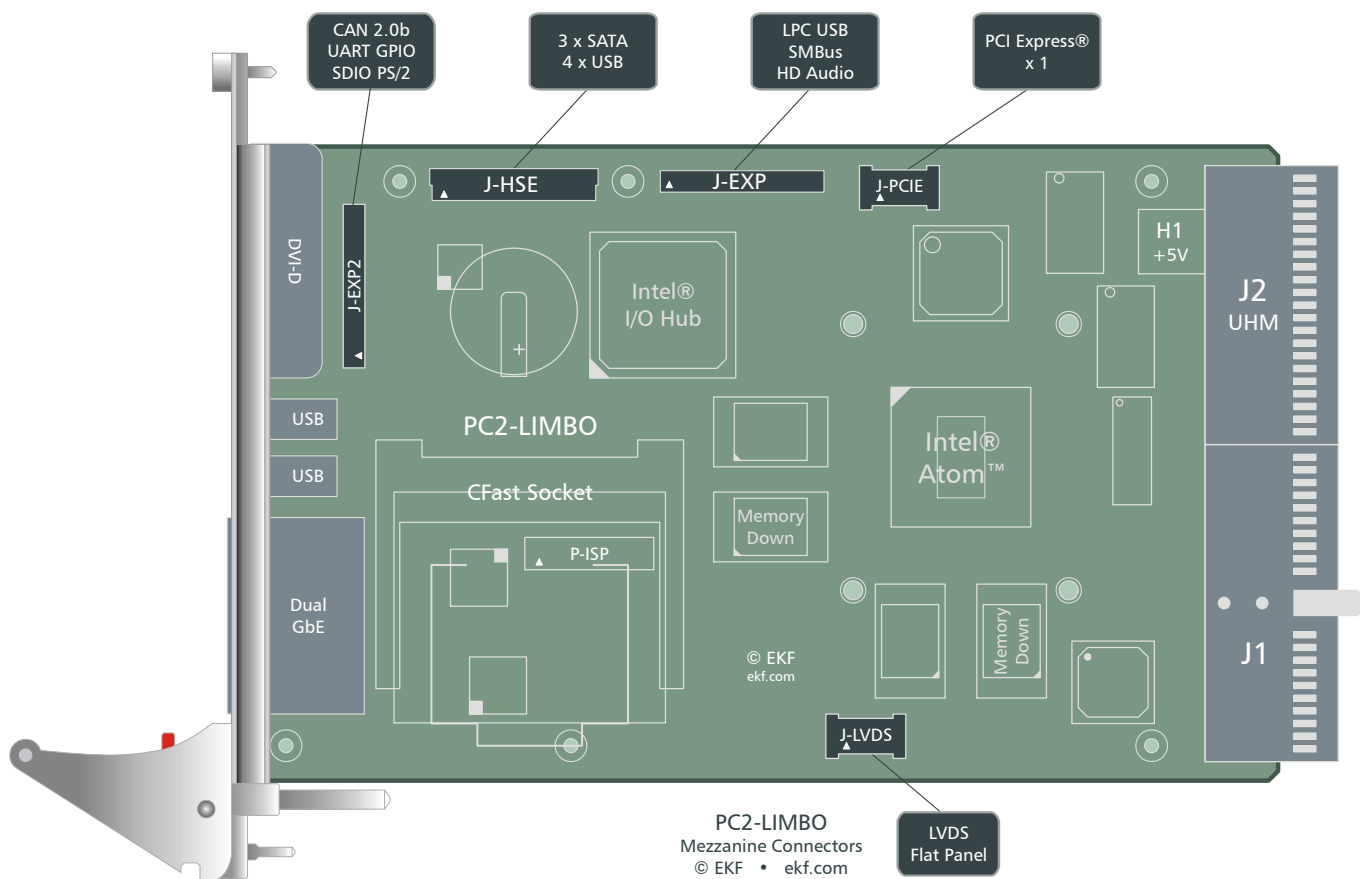 CAN 2.0b
UART GPIO
SDIO PS/2
3 x SATA
4 x USB
LPC USB
SMBus
HD Audio
PCI Express®
x 1
J-HSE
J-EXP
J-PCIE
DVI-D
J-EXP2
Intel®
I/O Hub
+
H1
+5V
J2
UHM
USB
USB
PC2-LIMBO
CFast Socket
P-ISP
Memory
Down
Intel®
Atom™
Dual
GbE
© EKF
ekf.com
Memory
Down
J1
J-LVDS
PC2-LIMBO
Mezzanine Connectors
© EKF • ekf.com
LVDS
Flat Panel